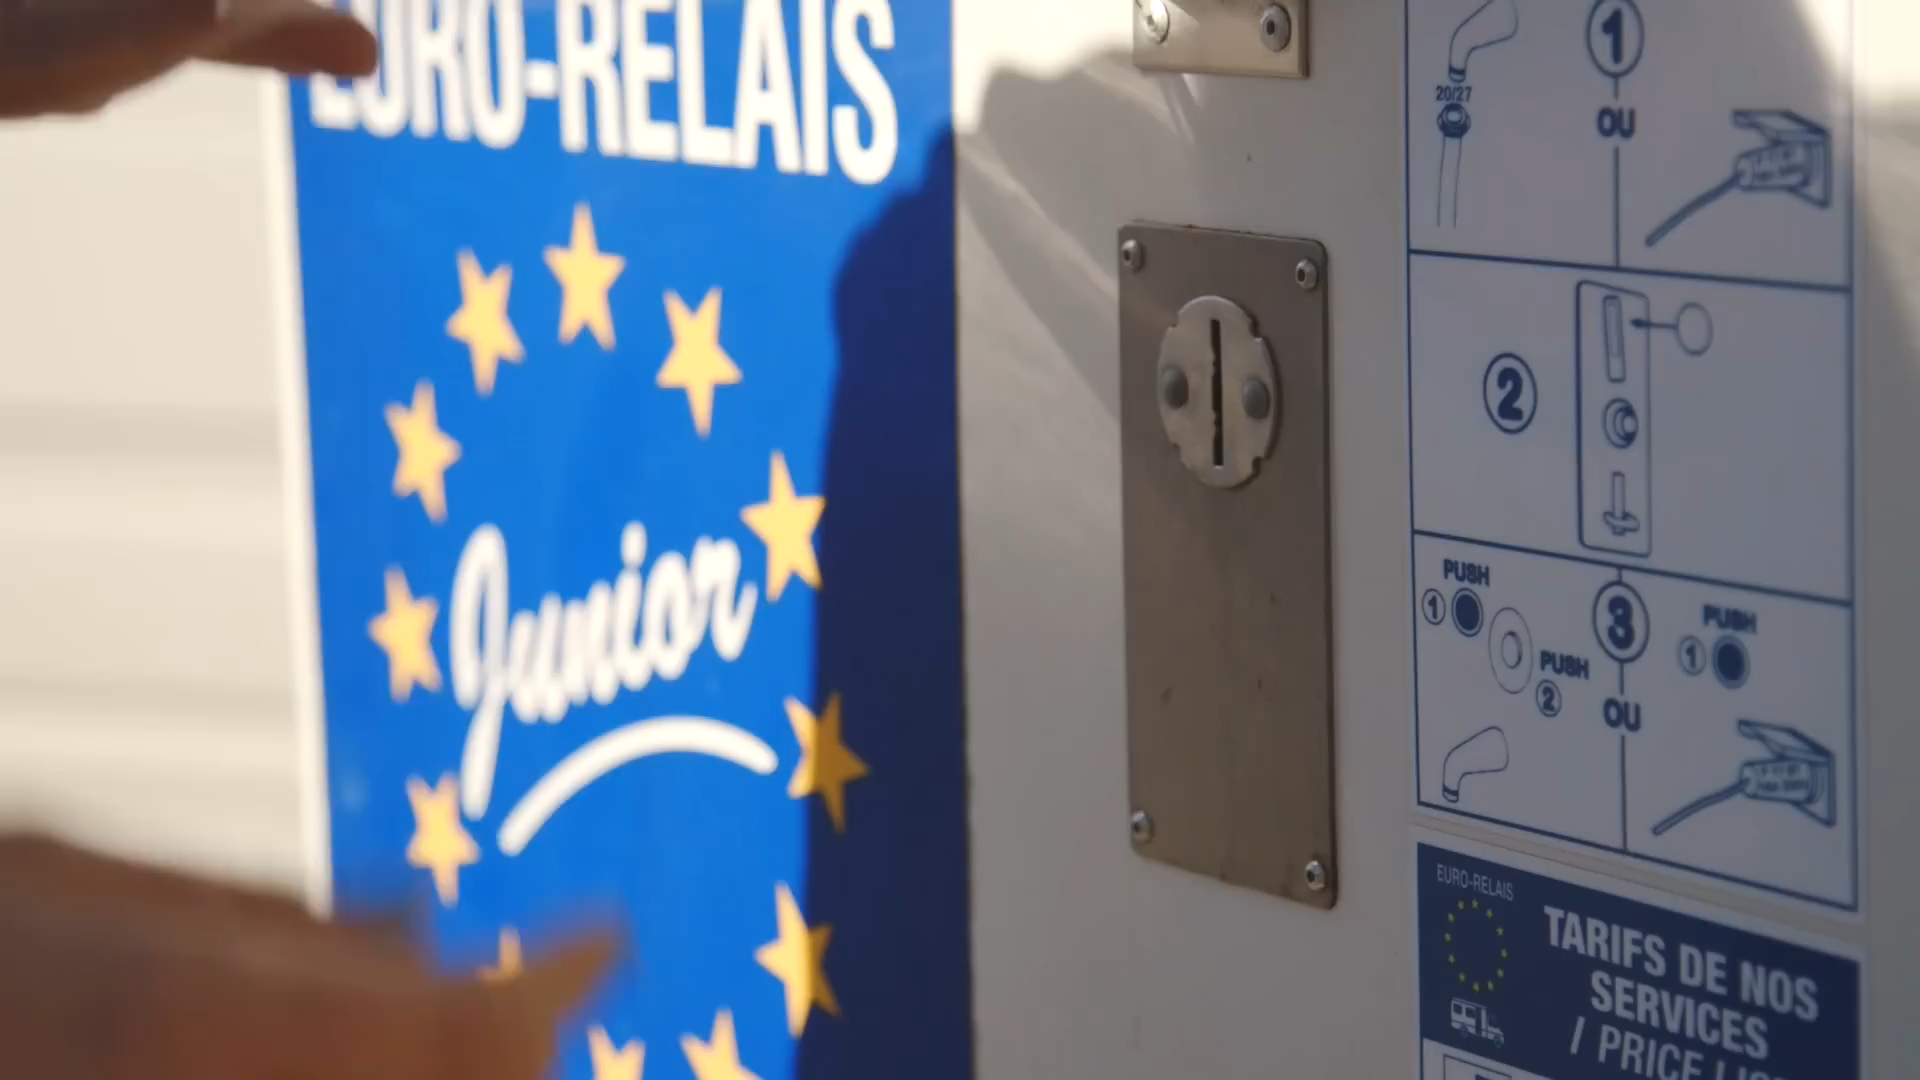 EURO-RELAIS
Junior
1
20/27
OU
2
PUSH
1
PUSH
2
3
OU
PUSH
1
EURO-RELAIS
TARIFS DE NOS
SERVICES
/ PRICE